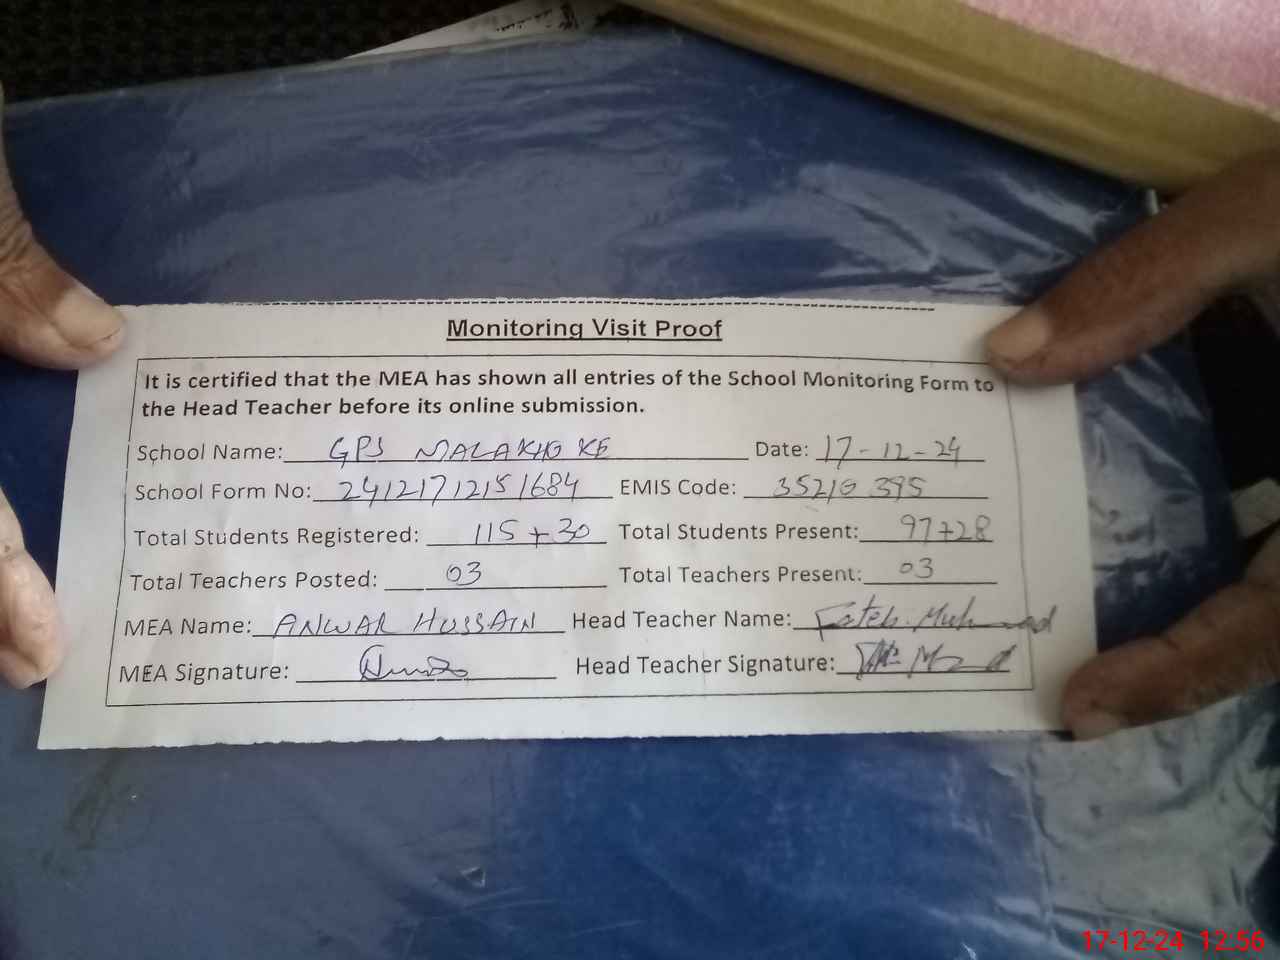 Monitoring Visit Proof
It is certified that the MEA has shown all entries of the School Monitoring Form to
the Head Teacher before its online submission.
School Name: GPS MALAKHO KE Date: 17-12-24
School Form No: 24121712151684 EMIS Code: 35210395
Total Students Registered: 115+30 Total Students Present: 97+28
Total Teachers Posted: 03 Total Teachers Present: 03
MEA Name: ANWAR HUSSAIN Head Teacher Name: Fateh Muhammad
MEA Signature: Head Teacher Signature:
17-12-24 12:56